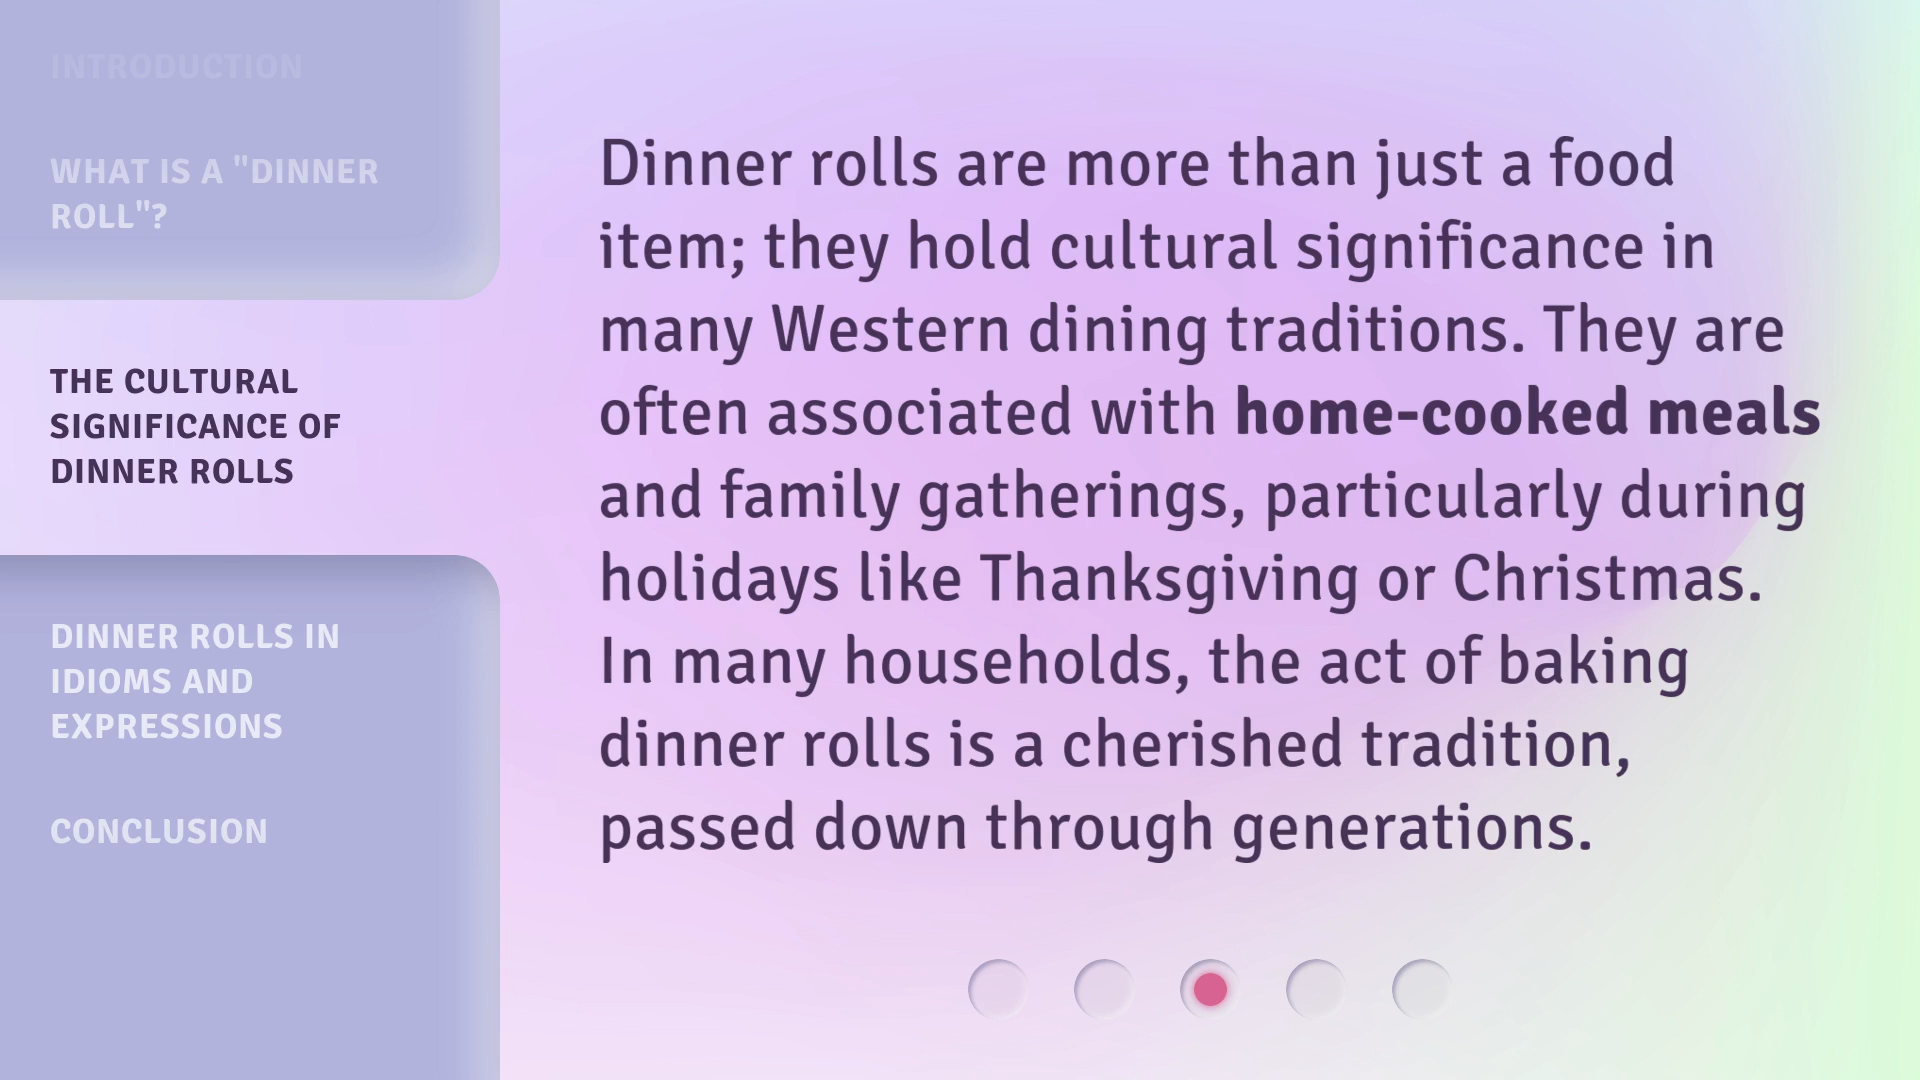 INTRODUCTION
WHAT IS A "DINNER
ROLL"?
THE CULTURAL
SIGNIFICANCE OF
DINNER ROLLS
DINNER ROLLS IN
IDIOMS AND
EXPRESSIONS
CONCLUSION
Dinner rolls are more than just a food
item; they hold cultural significance in
many Western dining traditions. They are
often associated with home-cooked meals
and family gatherings, particularly during
holidays like Thanksgiving or Christmas.
In many households, the act of baking
dinner rolls is a cherished tradition,
passed down through generations.